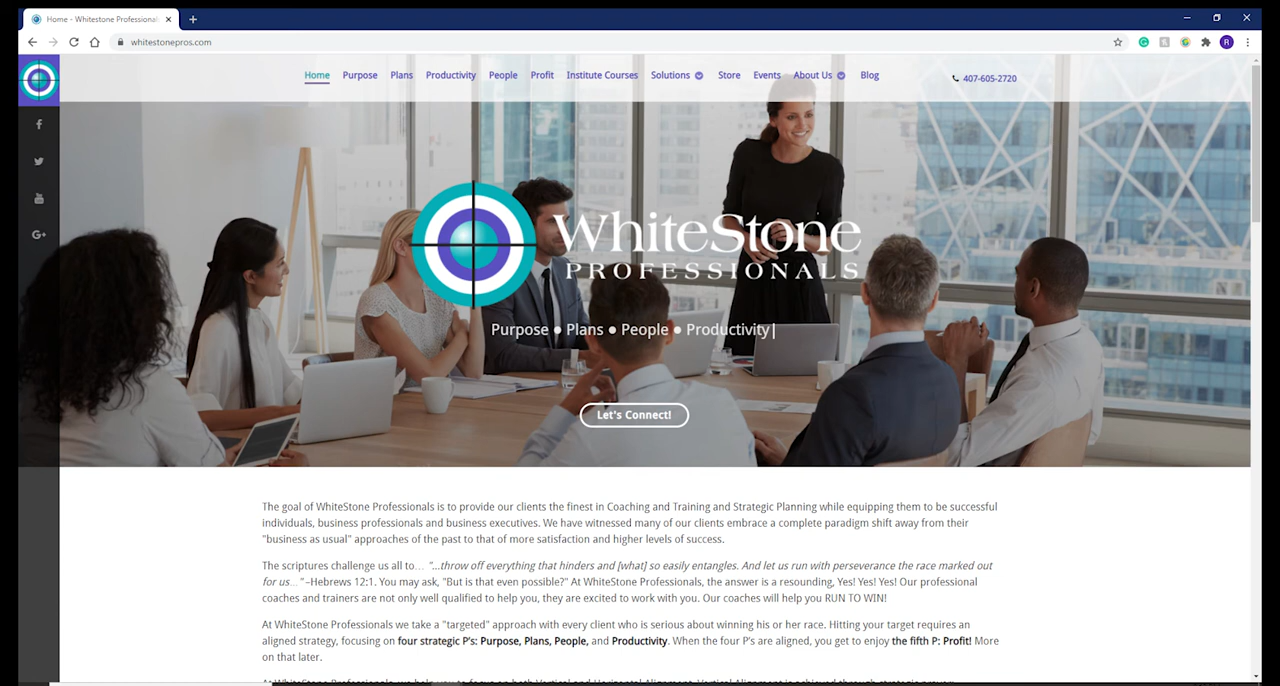 Home - Whitestone Professional
whitestonepros.com
Home Purpose Plans Productivity People Profit Institute Courses Solutions Store Events About Us Blog
407-605-2720
WhiteStone
PROFESSIONALS
Purpose ● Plans ● People ● Productivity|
Let's Connect!
The goal of WhiteStone Professionals is to provide our clients the finest in Coaching and Training and Strategic Planning while equipping them to be successful
individuals, business professionals and business executives. We have witnessed many of our clients embrace a complete paradigm shift away from their
"business as usual" approaches of the past to that of more satisfaction and higher levels of success.
The scriptures challenge us all to… "…throw off everything that hinders and [what] so easily entangles. And let us run with perseverance the race marked out
for us…" –Hebrews 12:1. You may ask, "But is that even possible?" At WhiteStone Professionals, the answer is a resounding, Yes! Yes! Yes! Our professional
coaches and trainers are not only well qualified to help you, they are excited to work with you. Our coaches will help you RUN TO WIN!
At WhiteStone Professionals we take a "targeted" approach with every client who is serious about winning his or her race. Hitting your target requires an
aligned strategy, focusing on four strategic P's: Purpose, Plans, People, and Productivity. When the four P's are aligned, you get to enjoy the fifth P: Profit! More
on that later.